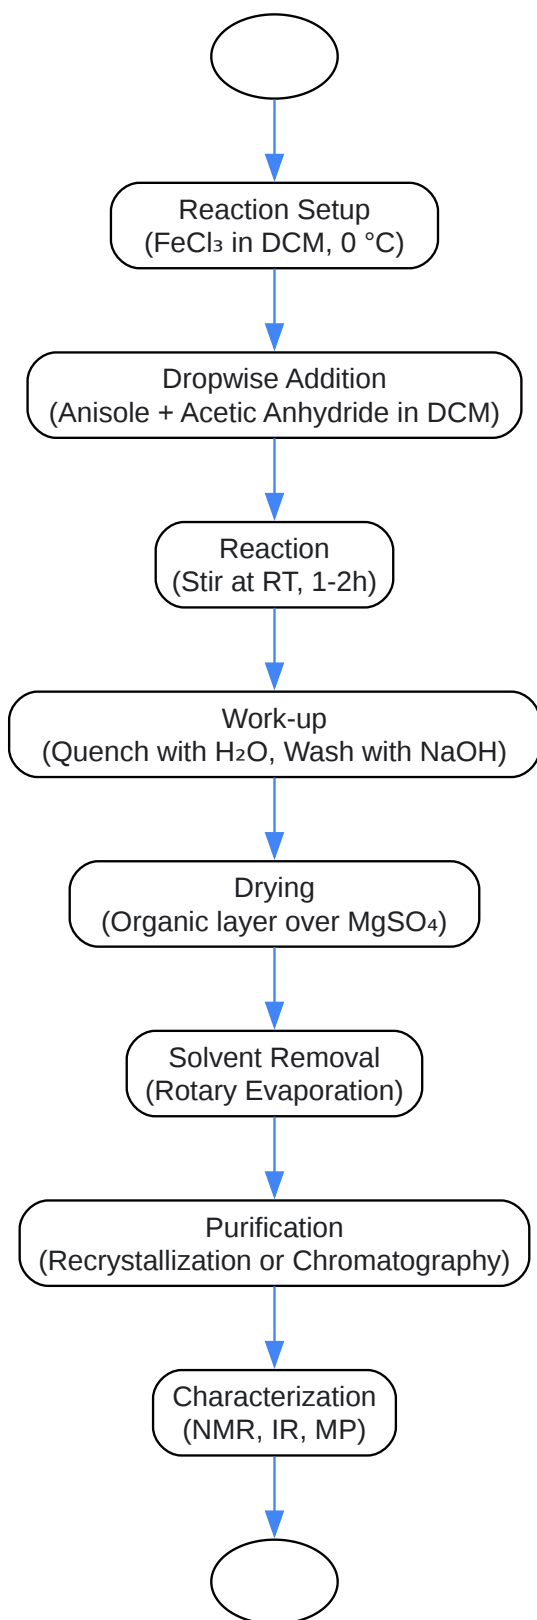 Reaction Setup
(FeCl₃ in DCM, 0 °C)
Dropwise Addition
(Anisole + Acetic Anhydride in DCM)
Reaction
(Stir at RT, 1-2h)
Work-up
(Quench with H₂O, Wash with NaOH)
Drying
(Organic layer over MgSO₄)
Solvent Removal
(Rotary Evaporation)
Purification
(Recrystallization or Chromatography)
Characterization
(NMR, IR, MP)